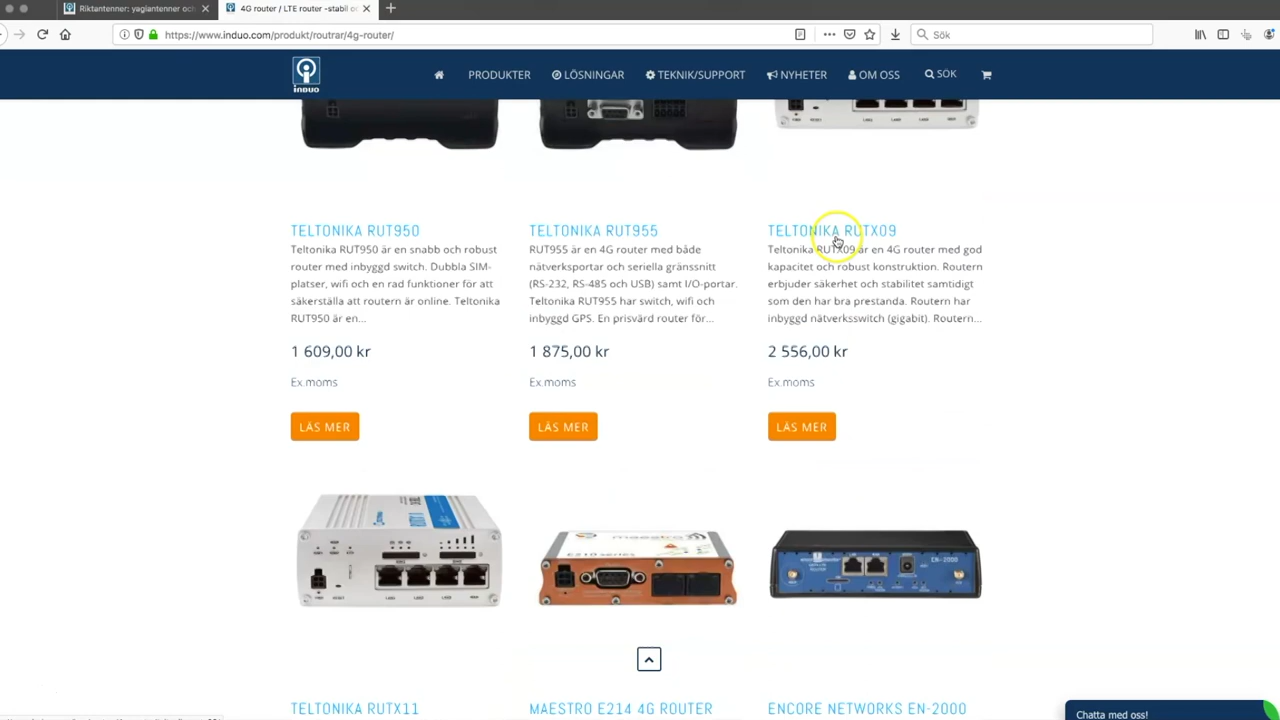 Riktantenner: yagiantenner och
4G router / LTE router -stabil oc
https://www.induo.com/produkt/routrar/4g-router/
Sök
INDUO
PRODUKTER
LÖSNINGAR
TEKNIK/SUPPORT
NYHETER
OM OSS
SÖK
TELTONIKA RUT950
Teltonika RUT950 är en snabb och robust
router med inbyggd switch. Dubbla SIM-
platser, wifi och en rad funktioner för att
säkerställa att routern är online. Teltonika
RUT950 är en...
1 609,00 kr
Ex.moms
LÄS MER
TELTONIKA RUT955
RUT955 är en 4G router med både
nätverksportar och seriella gränssnitt
(RS-232, RS-485 och USB) samt I/O-portar.
Teltonika RUT955 har switch, wifi och
inbyggd GPS. En prisvärd router för...
1 875,00 kr
Ex.moms
LÄS MER
TELTONIKA RUTX09
Teltonika RUTX09 är en 4G router med god
kapacitet och robust konstruktion. Routern
erbjuder säkerhet och stabilitet samtidigt
som den har bra prestanda. Routern har
inbyggd nätverksswitch (gigabit). Routern...
2 556,00 kr
Ex.moms
LÄS MER
maestro
E210 series
EN-2000
TELTONIKA RUTX11
MAESTRO E214 4G ROUTER
ENCORE NETWORKS EN-2000
Chatta med oss!